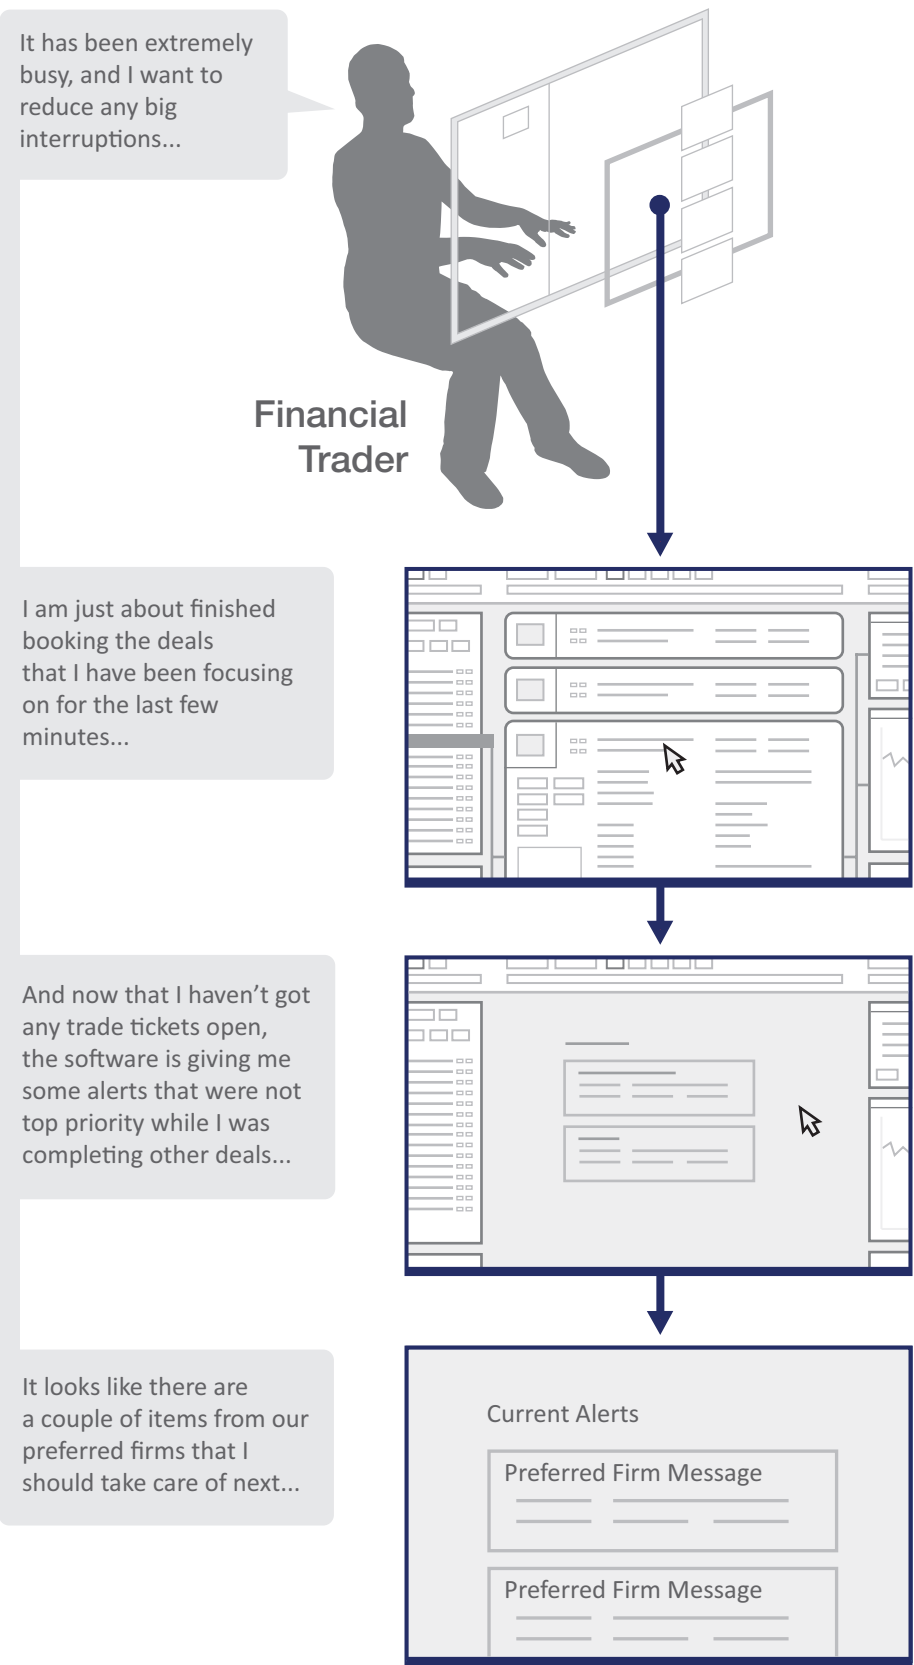 It has been extremely
busy, and I want to
reduce any big
interruptions...
Financial
Trader
I am just about finished
booking the deals
that I have been focusing
on for the last few
minutes...
And now that I haven’t got
any trade tickets open,
the software is giving me
some alerts that were not
top priority while I was
completing other deals...
It looks like there are
a couple of items from our
preferred firms that I
should take care of next...
Current Alerts
Preferred Firm Message
Preferred Firm Message